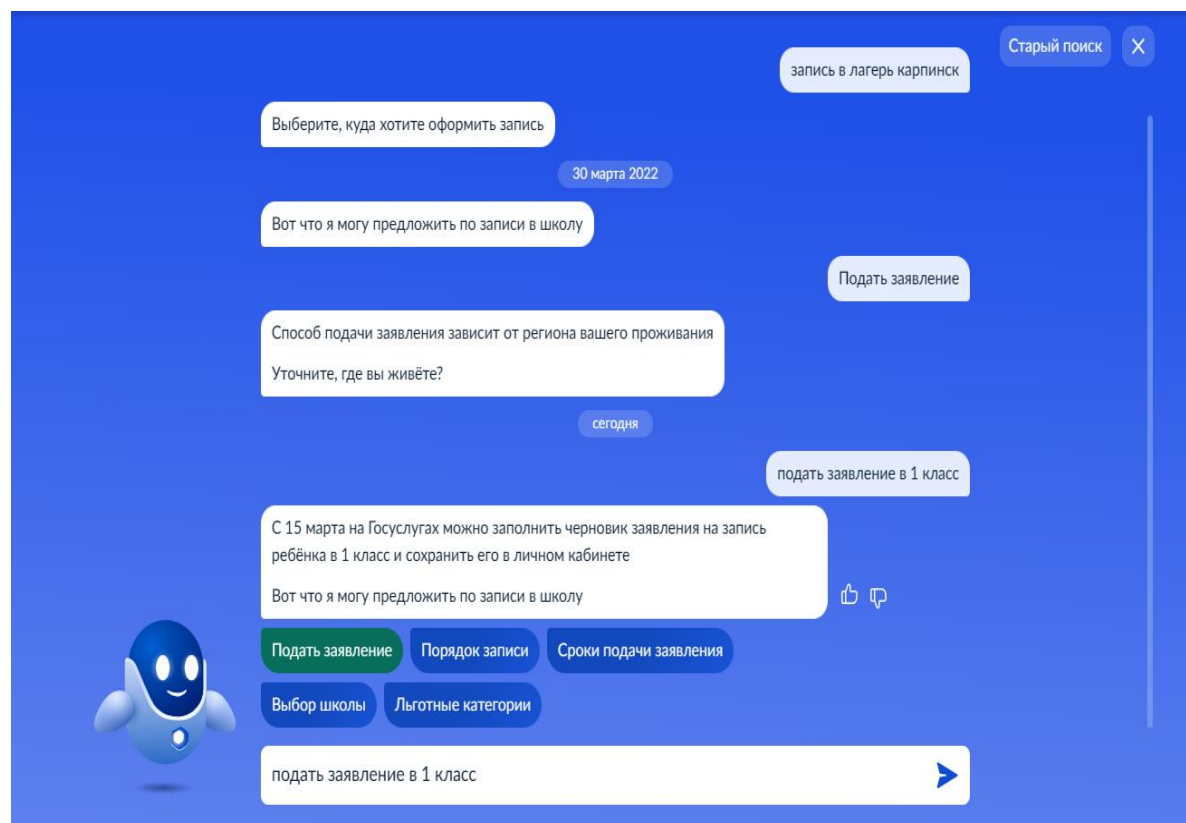 Старый поиск
запись в лагерь карпинск
Выберите, куда хотите оформить запись
30 марта 2022
Вот что я могу предложить по записи в школу
Подать заявление
Способ подачи заявления зависит от региона вашего проживания
Уточните, где вы живёте?
сегодня
подать заявление в 1 класс
С 15 марта на Госуслугах можно заполнить черновик заявления на запись
ребёнка в 1 класс и сохранить его в личном кабинете
Вот что я могу предложить по записи в школу
Подать заявление Порядок записи Сроки подачи заявления
Выбор школы Льготные категории
подать заявление в 1 класс